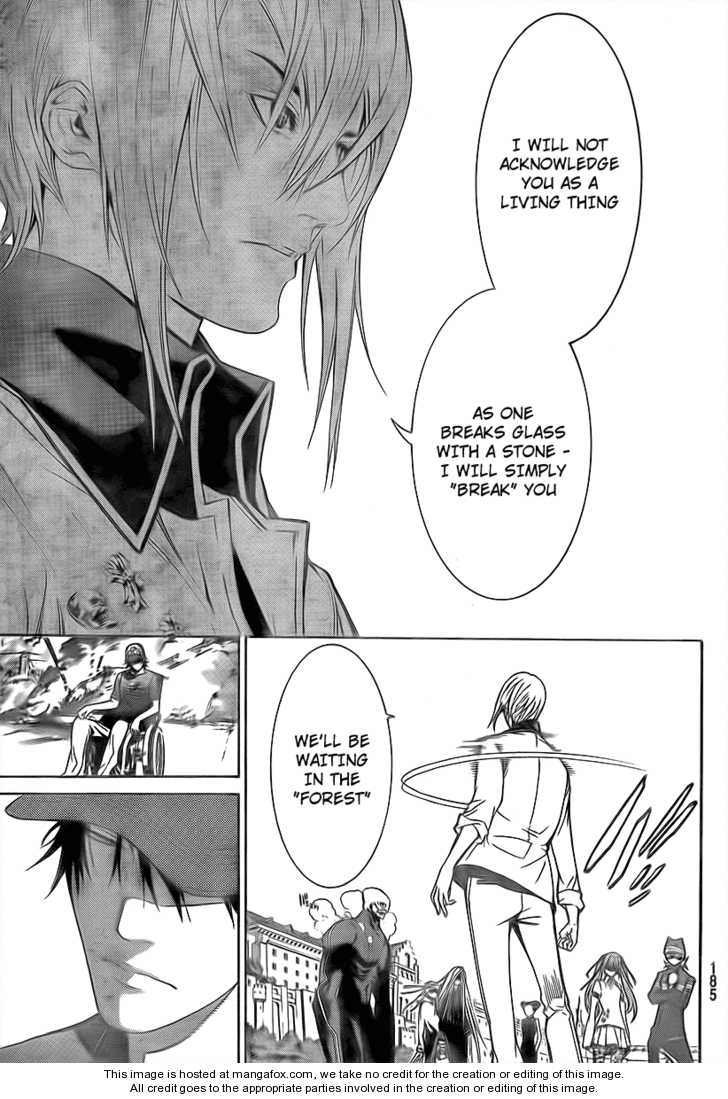 I WILL NOT
ACKNOWLEDGE
YOU AS A
LIVING THING
AS ONE
BREAKS GLASS
WITH A STONE -
I WILL SIMPLY
"BREAK" YOU
WE'LL BE
WAITING
IN THE
"FOREST"
185
This image is hosted at mangafox.com, we take no credit for the creation or editing of this image.
All credit goes to the appropriate parties involved in the creation or editing of this image.